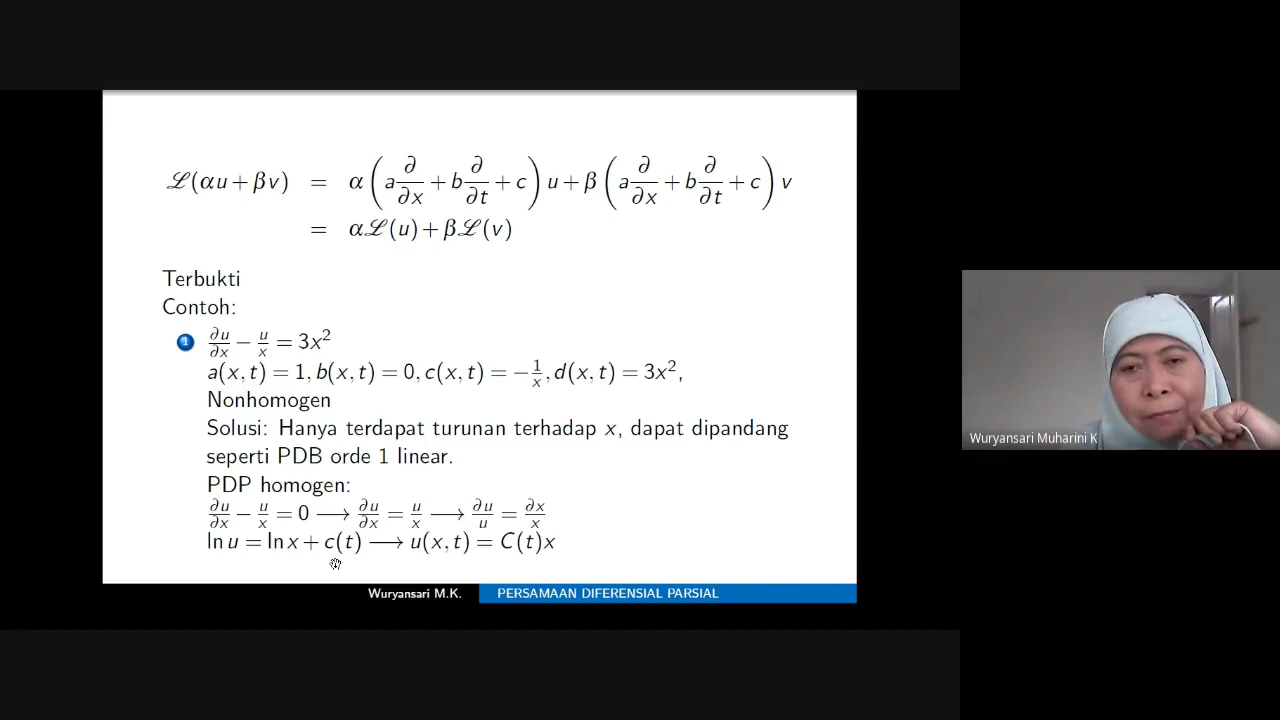 ℒ(αu + βv) = α(a ∂/∂x + b ∂/∂t + c)u + β(a ∂/∂x + b ∂/∂t + c)v
= αℒ(u) + βℒ(v)
Terbukti
Contoh:
1 ∂u/∂x − u/x = 3x²
a(x, t) = 1, b(x, t) = 0, c(x, t) = −1/x, d(x, t) = 3x²,
Nonhomogen
Solusi: Hanya terdapat turunan terhadap x, dapat dipandang
seperti PDB orde 1 linear.
PDP homogen:
∂u/∂x − u/x = 0 ⟶ ∂u/∂x = u/x ⟶ ∂u/u = ∂x/x
ln u = ln x + c(t) ⟶ u(x, t) = C(t)x
Wuryansari M.K. PERSAMAAN DIFERENSIAL PARSIAL
Wuryansari Muharini K